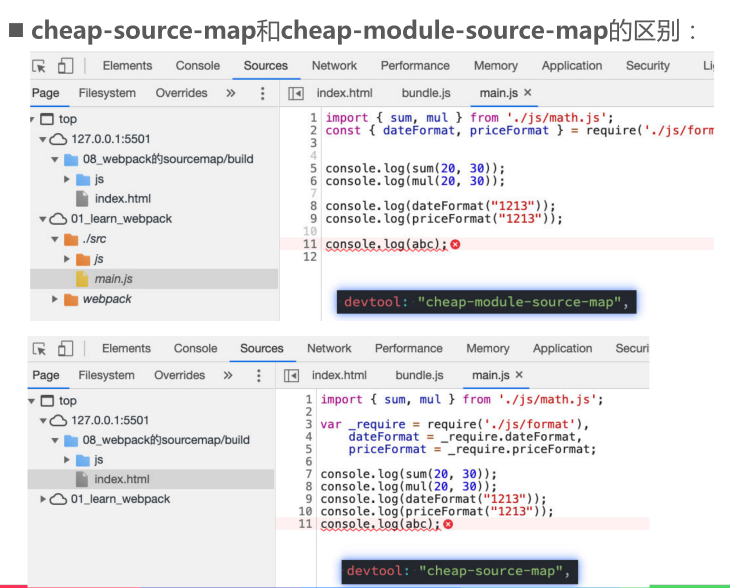 ■ cheap-source-map和cheap-module-source-map的区别：
Elements Console Sources Network Performance Memory Application Security Li
Page Filesystem Overrides » ⋮ index.html bundle.js main.js ×
top
127.0.0.1:5501
08_webpack的sourcemap/build
js
index.html
01_learn_webpack
./src
js
main.js
webpack
1 import { sum, mul } from './js/math.js';
2 const { dateFormat, priceFormat } = require('./js/form
3
4
5 console.log(sum(20, 30));
6 console.log(mul(20, 30));
7
8 console.log(dateFormat("1213"));
9 console.log(priceFormat("1213"));
10
11 console.log(abc);
12
devtool: "cheap-module-source-map",
Elements Console Sources Network Performance Memory Application Securi
Page Filesystem Overrides » ⋮ index.html bundle.js main.js ×
top
127.0.0.1:5501
08_webpack的sourcemap/build
js
index.html
01_learn_webpack
1 import { sum, mul } from './js/math.js';
2
3 var _require = require('./js/format'),
4 dateFormat = _require.dateFormat,
5 priceFormat = _require.priceFormat;
6
7 console.log(sum(20, 30));
8 console.log(mul(20, 30));
9 console.log(dateFormat("1213"));
10 console.log(priceFormat("1213"));
11 console.log(abc);
devtool: "cheap-source-map",